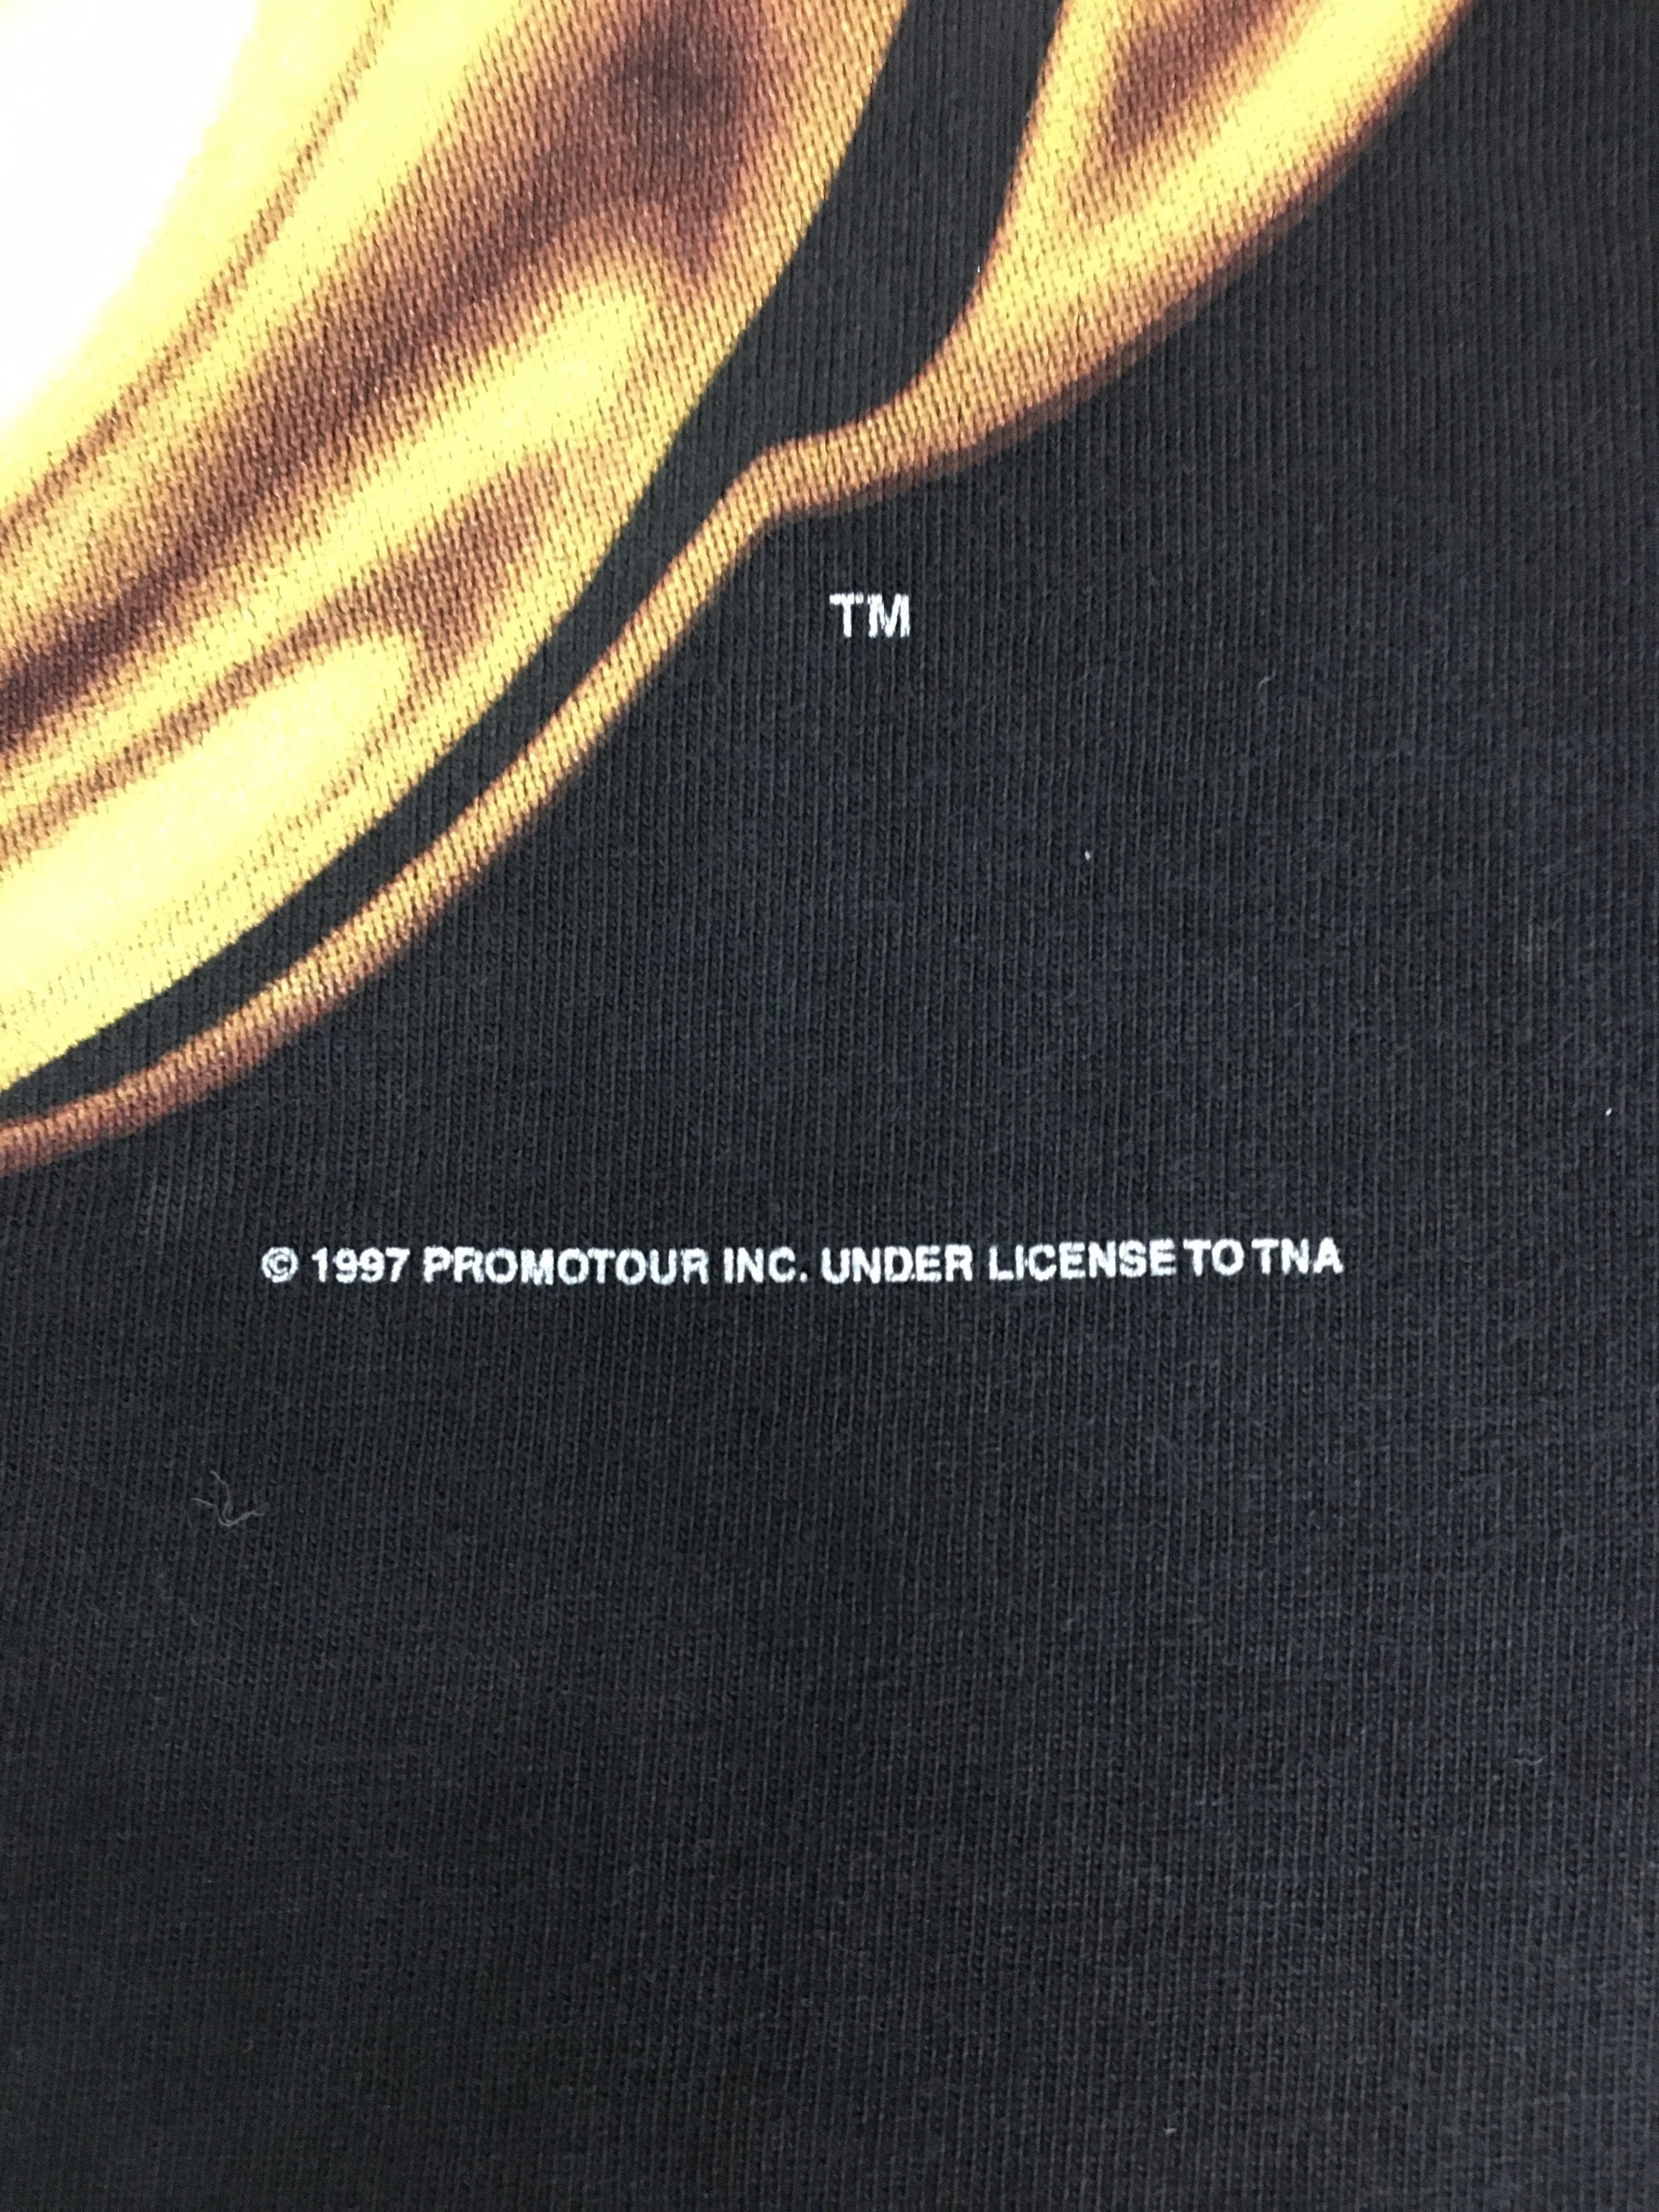 TM
© 1997 PROMOTOUR INC. UNDER LICENSE TO TNA